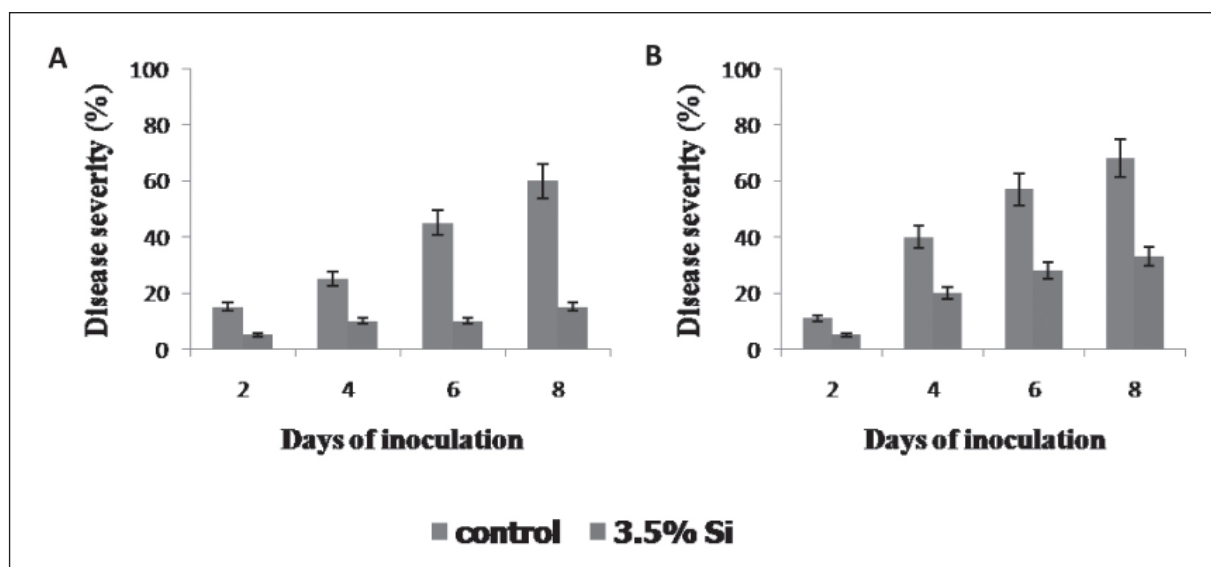 A
Disease severity (%)
100
80
60
40
20
0
2 4 6 8
Days of inoculation
B
Disease severity (%)
100
80
60
40
20
0
2 4 6 8
Days of inoculation
control 3.5% Si